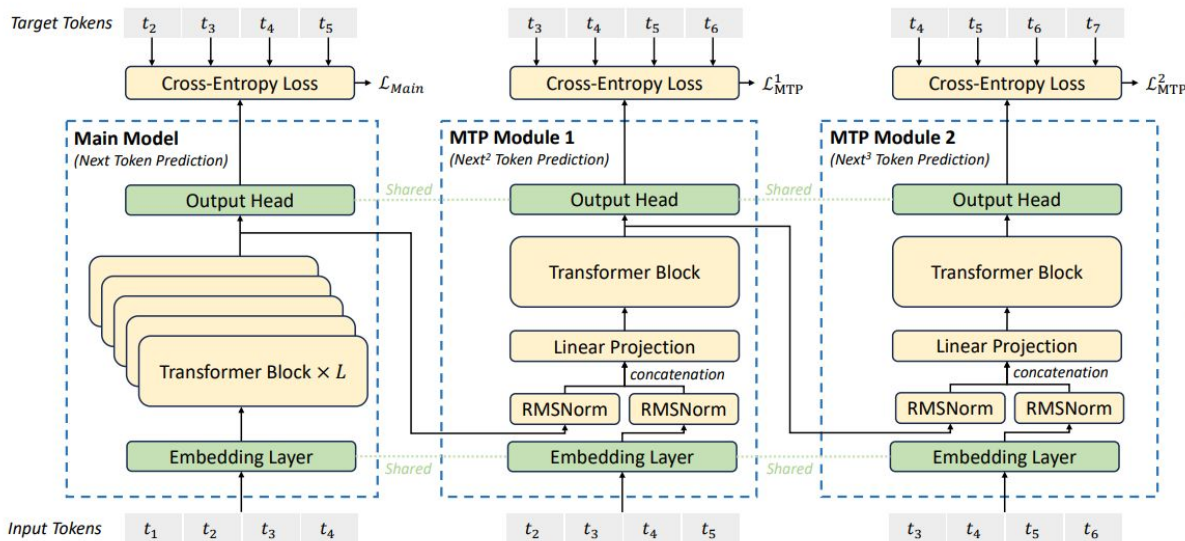 Target Tokens t₂ t₃ t₄ t₅ t₃ t₄ t₅ t₆ t₄ t₅ t₆ t₇
Cross-Entropy Loss ℒ_Main Cross-Entropy Loss ℒ¹_MTP Cross-Entropy Loss ℒ²_MTP
Main Model MTP Module 1 MTP Module 2
(Next Token Prediction) (Next² Token Prediction) (Next³ Token Prediction)
Output Head Shared Output Head Shared Output Head
Transformer Block Transformer Block
Linear Projection Linear Projection
Transformer Block × L concatenation concatenation
RMSNorm RMSNorm RMSNorm RMSNorm
Embedding Layer Shared Embedding Layer Shared Embedding Layer
Input Tokens t₁ t₂ t₃ t₄ t₂ t₃ t₄ t₅ t₃ t₄ t₅ t₆